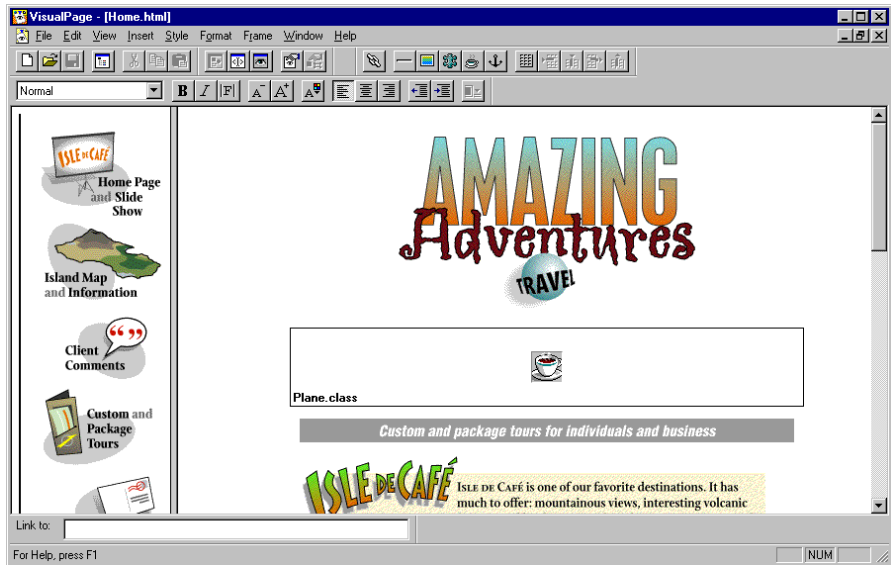 VisualPage - [Home.html]
File Edit View Insert Style Format Frame Window Help
Normal
B I |F| A- A+ A
ISLE DE CAFÉ
Home Page
and Slide
Show
Island Map
and Information
Client
Comments
Custom and
Package
Tours
AMAZING
Adventures
TRAVEL
Plane.class
Custom and package tours for individuals and business
ISLE DE CAFÉ
ISLE DE CAFÉ is one of our favorite destinations. It has
much to offer: mountainous views, interesting volcanic
Link to:
For Help, press F1
NUM